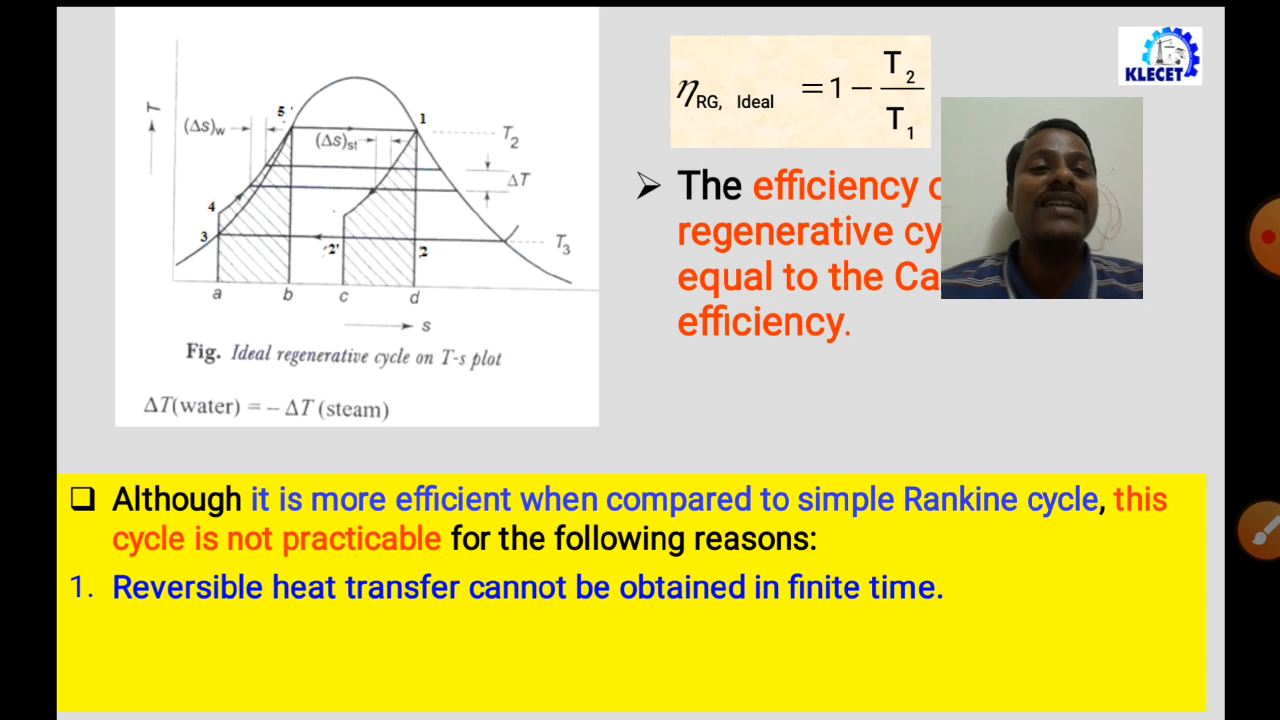 KLECET
η RG, Ideal = 1 − T2 / T1
T
5'
1
(Δs)w
(Δs)st
T2
ΔT
4
3
2'
2
T3
a b c d
s
Fig. Ideal regenerative cycle on T-s plot
ΔT(water) = – ΔT (steam)
➢ The efficiency
regenerative
equal to the
efficiency.
❑ Although it is more efficient when compared to simple Rankine cycle, this
cycle is not practicable for the following reasons:
1. Reversible heat transfer cannot be obtained in finite time.